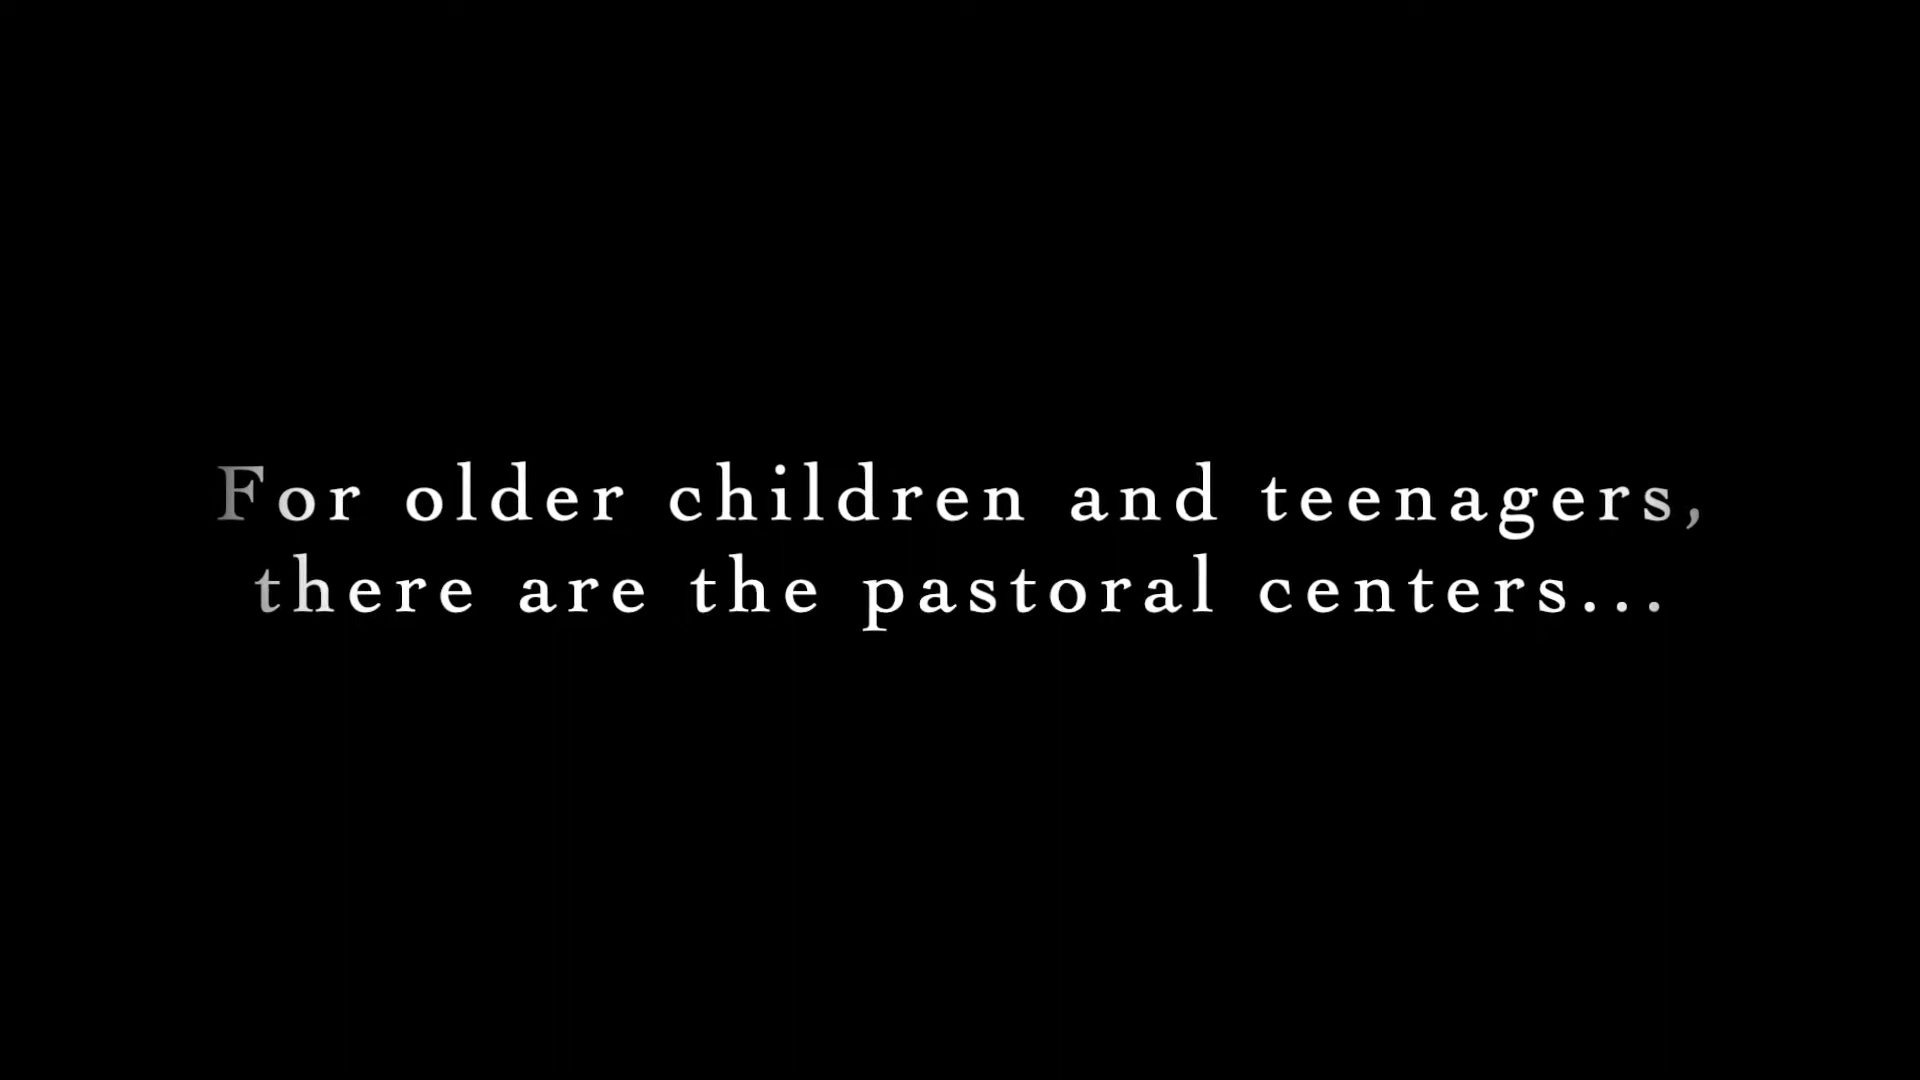 For older children and teenagers,
there are the pastoral centers...